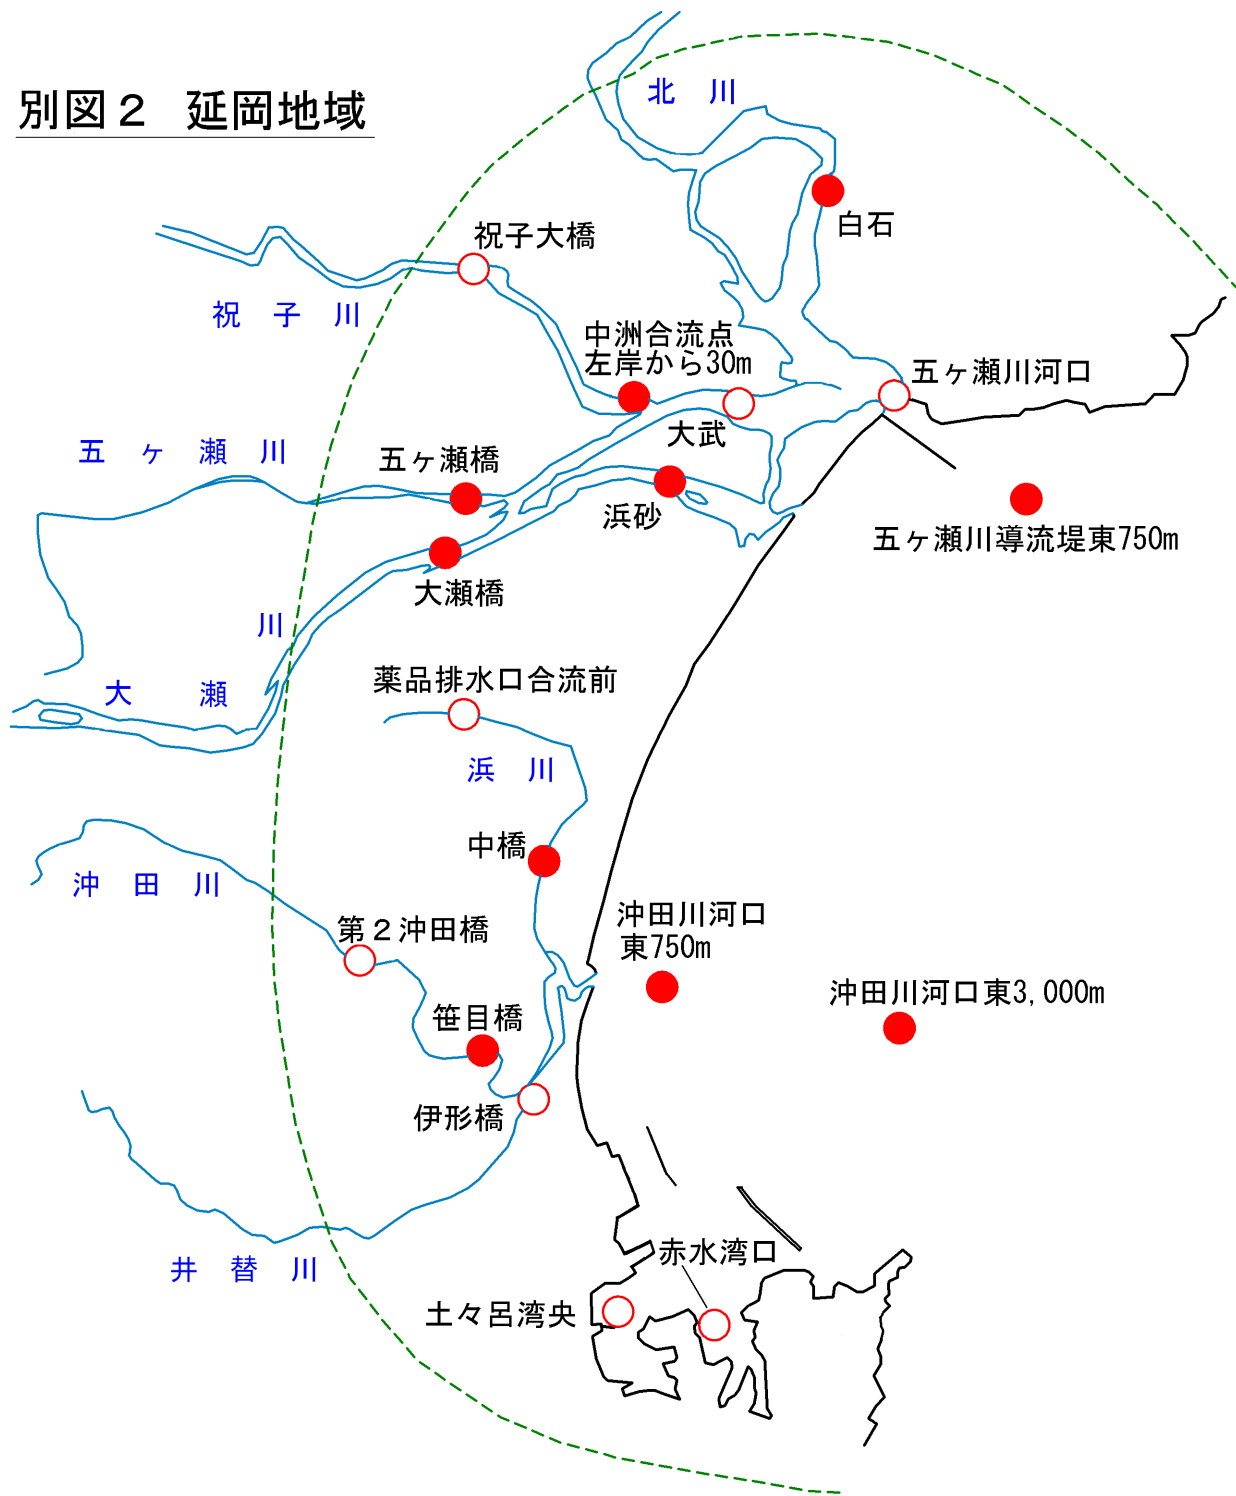 別図２　延岡地域
北　川
白石
祝子大橋
祝　子　川
中洲合流点
左岸から30m
五ヶ瀬川河口
大武
五　ヶ　瀬　川
五ヶ瀬橋
浜砂
五ヶ瀬川導流堤東750m
大瀬橋
大　瀬　川
薬品排水口合流前
浜　川
中橋
沖　田　川
沖田川河口
東750m
第２沖田橋
沖田川河口東3,000m
笹目橋
伊形橋
井　替　川
赤水湾口
土々呂湾央